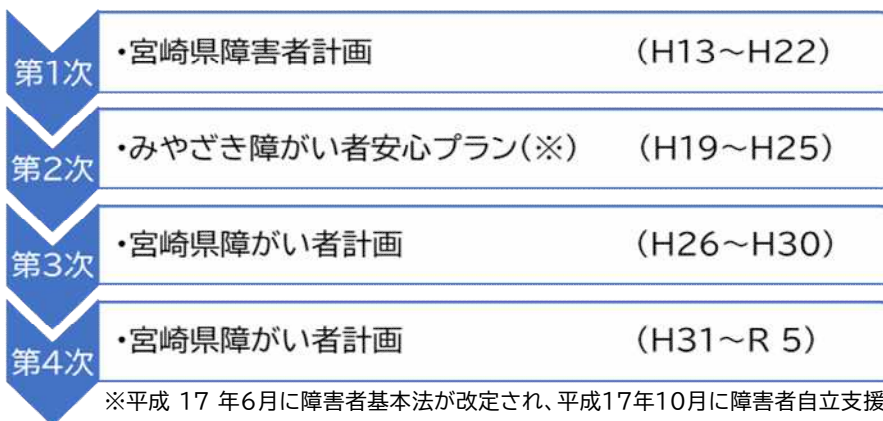 第1次 ・宮崎県障害者計画 (H13～H22)
第2次 ・みやざき障がい者安心プラン(※) (H19～H25)
第3次 ・宮崎県障がい者計画 (H26～H30)
第4次 ・宮崎県障がい者計画 (H31～R 5)
※平成 17 年6月に障害者基本法が改定され、平成17年10月に障害者自立支援